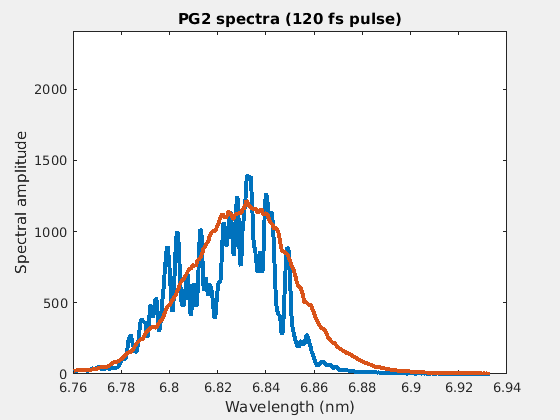 PG2 spectra (120 fs pulse)
Spectral amplitude
2000
1500
1000
500
0
6.76 6.78 6.8 6.82 6.84 6.86 6.88 6.9 6.92 6.94
Wavelength (nm)